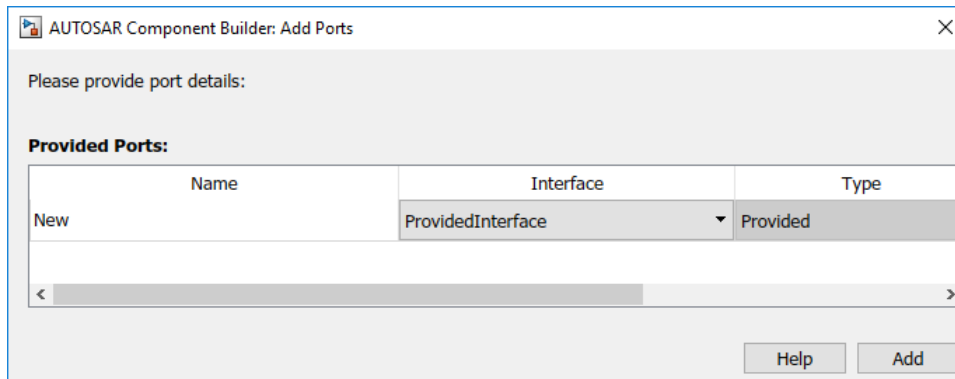 AUTOSAR Component Builder: Add Ports
Please provide port details:
Provided Ports:
Name Interface Type
New ProvidedInterface Provided
Help Add